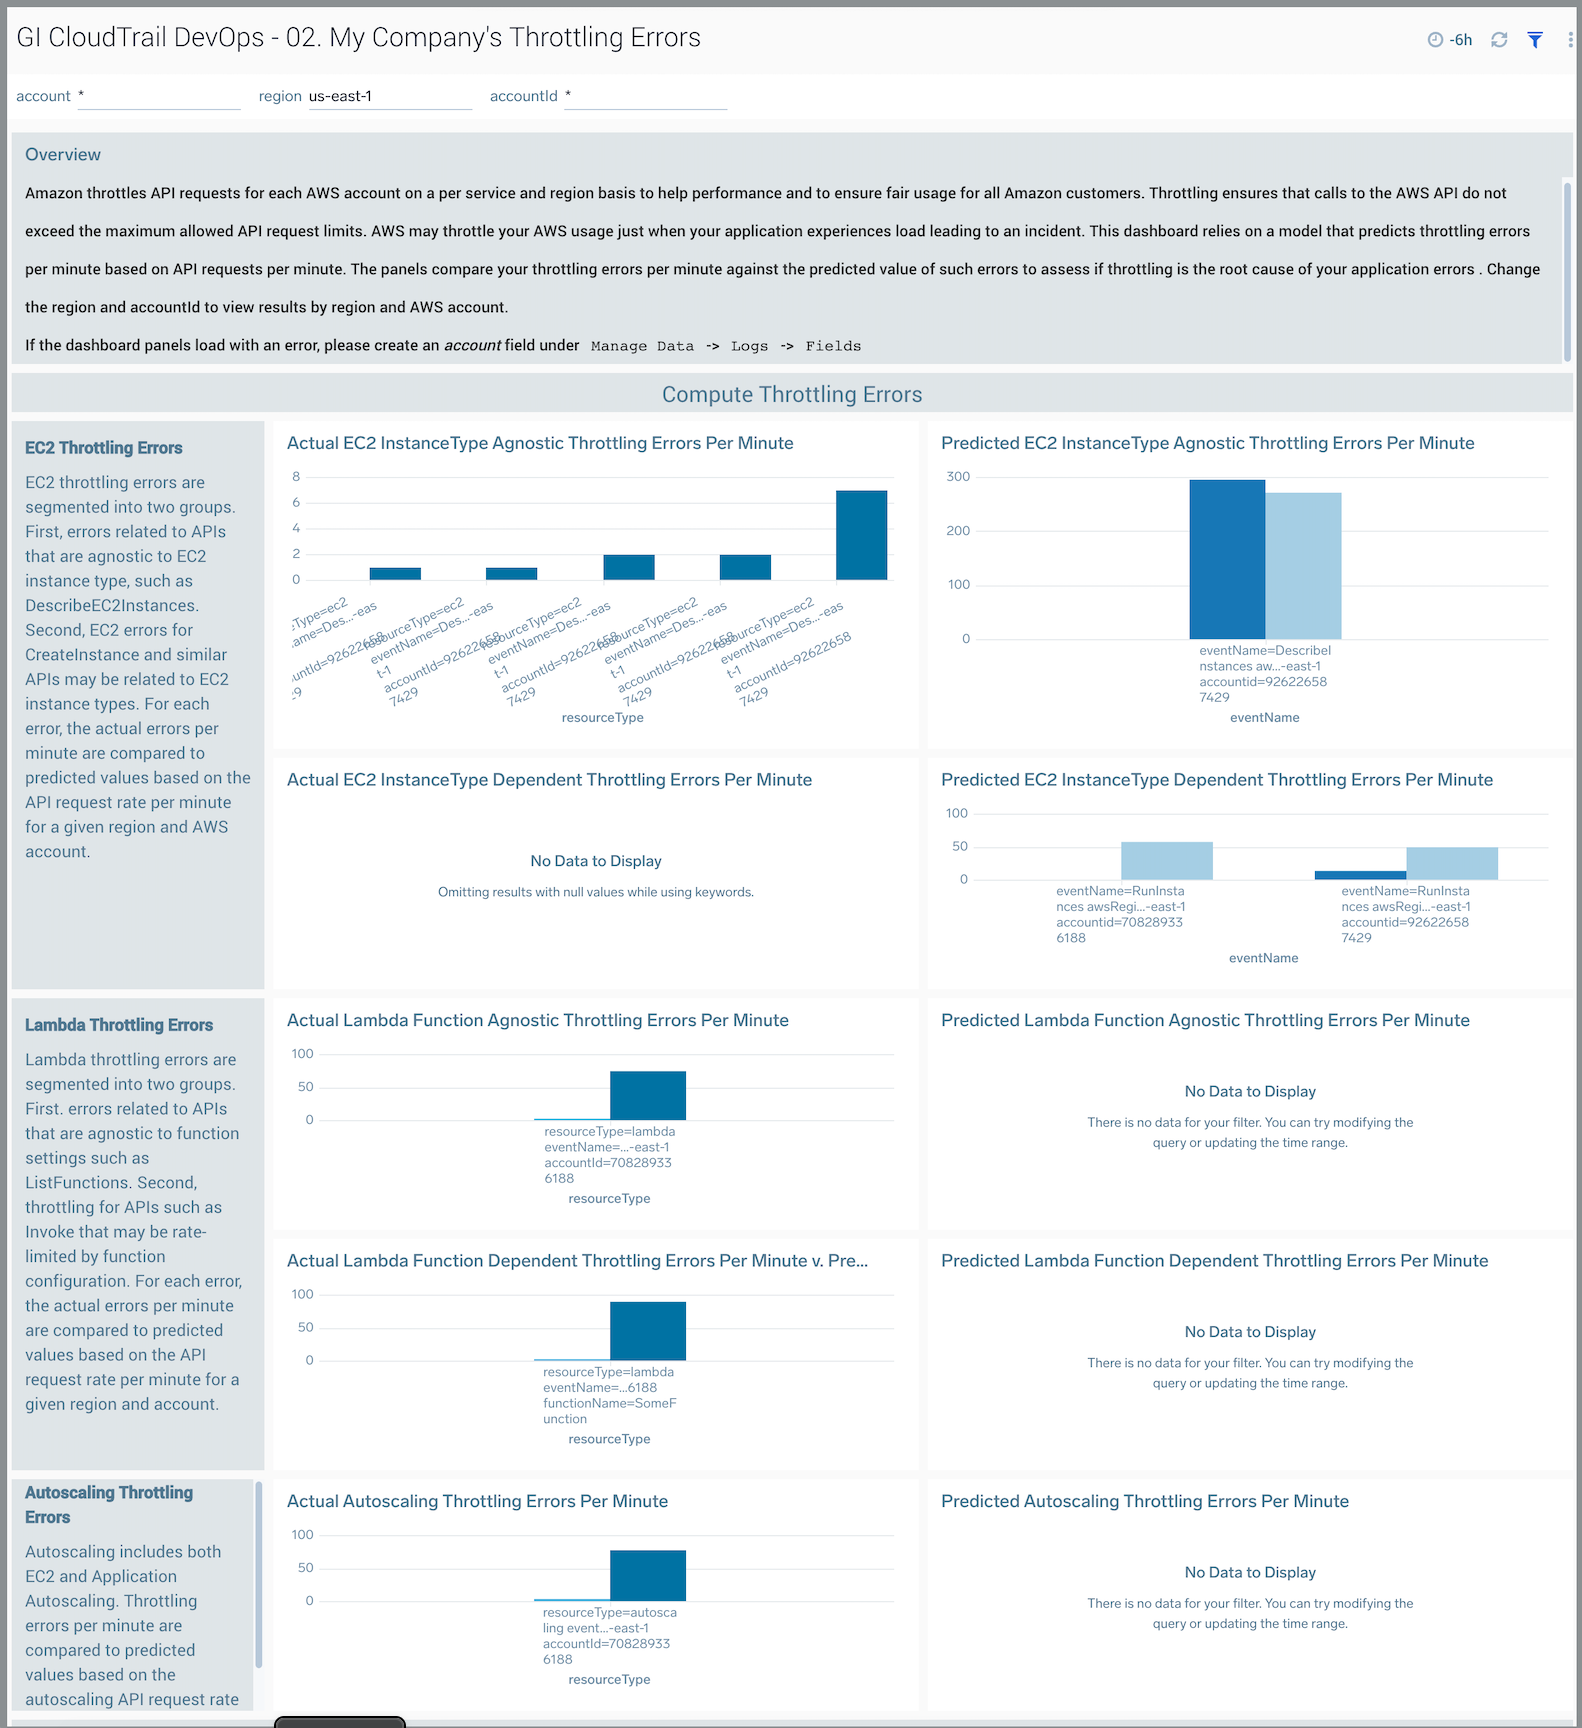 GI CloudTrail DevOps - 02. My Company's Throttling Errors
-6h
account *
region us-east-1
accountId *
Overview
Amazon throttles API requests for each AWS account on a per service and region basis to help performance and to ensure fair usage for all Amazon customers. Throttling ensures that calls to the AWS API do not
exceed the maximum allowed API request limits. AWS may throttle your AWS usage just when your application experiences load leading to an incident. This dashboard relies on a model that predicts throttling errors
per minute based on API requests per minute. The panels compare your throttling errors per minute against the predicted value of such errors to assess if throttling is the root cause of your application errors . Change
the region and accountId to view results by region and AWS account.
If the dashboard panels load with an error, please create an account field under Manage Data -> Logs -> Fields
Compute Throttling Errors
EC2 Throttling Errors
EC2 throttling errors are
segmented into two groups.
First, errors related to APIs
that are agnostic to EC2
instance type, such as
DescribeEC2Instances.
Second, EC2 errors for
CreateInstance and similar
APIs may be related to EC2
instance types. For each
error, the actual errors per
minute are compared to
predicted values based on the
API request rate per minute
for a given region and AWS
account.
Actual EC2 InstanceType Agnostic Throttling Errors Per Minute
8
6
4
2
0
:Type=ec2
.ame=Des...-eas
:untId=92622658
:9
resourceType=ec2
eventName=Des...-eas
t-1
accountId=92622658
7429
resourceType=ec2
eventName=Des...-eas
t-1
accountId=92622658
7429
resourceType=ec2
eventName=Des...-eas
t-1
accountId=92622658
7429
resourceType=ec2
eventName=Des...-eas
t-1
accountId=92622658
7429
resourceType
Predicted EC2 InstanceType Agnostic Throttling Errors Per Minute
300
200
100
0
eventName=DescribeI
nstances aw...-east-1
accountid=92622658
7429
eventName
Actual EC2 InstanceType Dependent Throttling Errors Per Minute
No Data to Display
Omitting results with null values while using keywords.
Predicted EC2 InstanceType Dependent Throttling Errors Per Minute
100
50
0
eventName=RunInsta
nces awsRegi...-east-1
accountid=70828933
6188
eventName=RunInsta
nces awsRegi...-east-1
accountid=92622658
7429
eventName
Lambda Throttling Errors
Lambda throttling errors are
segmented into two groups.
First. errors related to APIs
that are agnostic to function
settings such as
ListFunctions. Second,
throttling for APIs such as
Invoke that may be rate-
limited by function
configuration. For each error,
the actual errors per minute
are compared to predicted
values based on the API
request rate per minute for a
given region and account.
Actual Lambda Function Agnostic Throttling Errors Per Minute
100
50
0
resourceType=lambda
eventName=...-east-1
accountId=70828933
6188
resourceType
Predicted Lambda Function Agnostic Throttling Errors Per Minute
No Data to Display
There is no data for your filter. You can try modifying the
query or updating the time range.
Actual Lambda Function Dependent Throttling Errors Per Minute v. Pre...
100
50
0
resourceType=lambda
eventName=...6188
functionName=SomeF
unction
resourceType
Predicted Lambda Function Dependent Throttling Errors Per Minute
No Data to Display
There is no data for your filter. You can try modifying the
query or updating the time range.
Autoscaling Throttling
Errors
Autoscaling includes both
EC2 and Application
Autoscaling. Throttling
errors per minute are
compared to predicted
values based on the
autoscaling API request rate
Actual Autoscaling Throttling Errors Per Minute
100
50
0
resourceType=autosca
ling event...-east-1
accountId=70828933
6188
resourceType
Predicted Autoscaling Throttling Errors Per Minute
No Data to Display
There is no data for your filter. You can try modifying the
query or updating the time range.